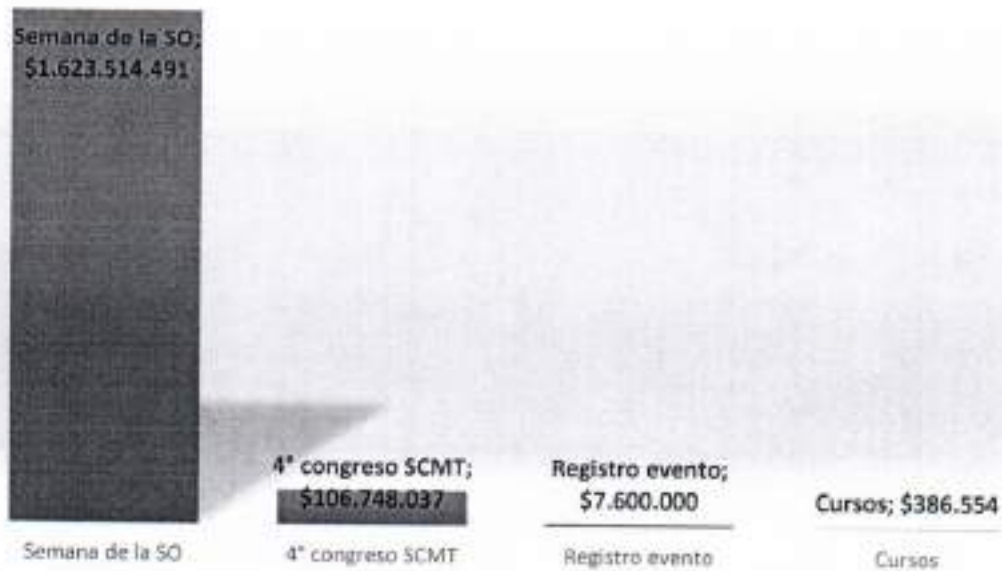 Semana de la SO;
$1.623.514.491
4° congreso SCMT;
$106.748.037
Registro evento;
$7.600.000
Cursos; $386.554
Semana de la SO
4° congreso SCMT
Registro evento
Cursos